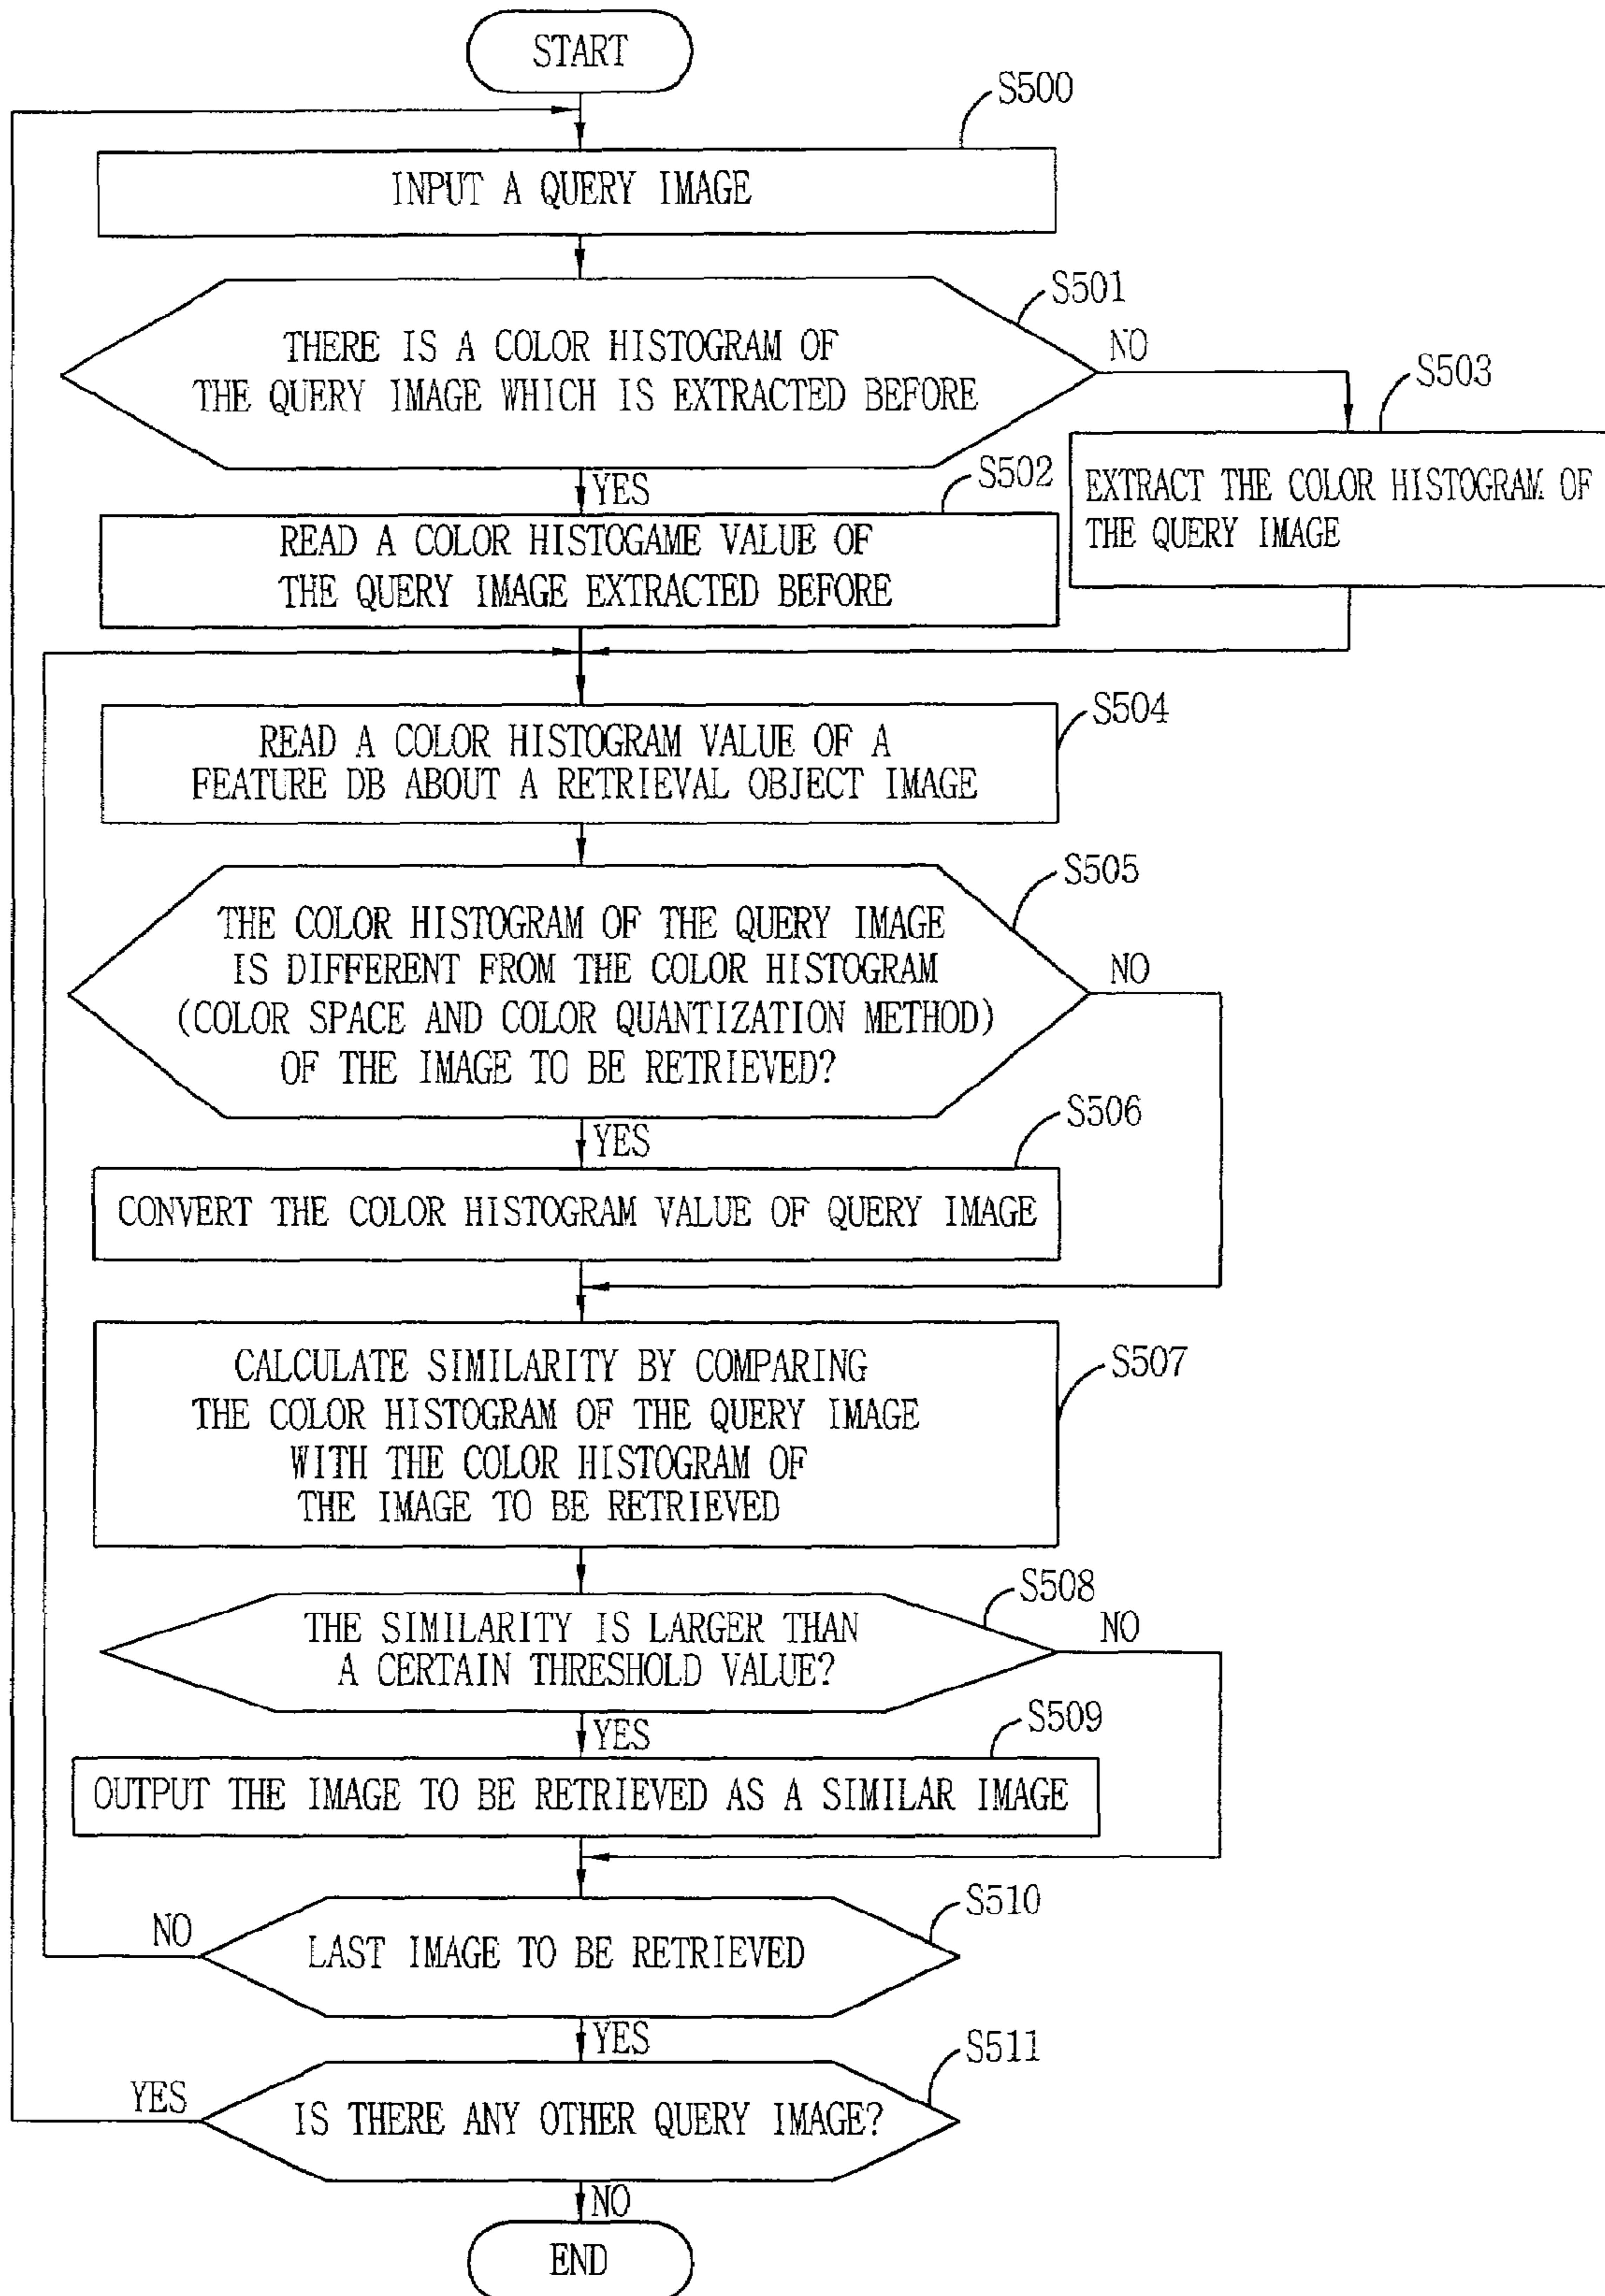 START
S500
INPUT A QUERY IMAGE
S501
THERE IS A COLOR HISTOGRAM OF
THE QUERY IMAGE WHICH IS EXTRACTED BEFORE
NO
S503
EXTRACT THE COLOR HISTOGRAM OF
THE QUERY IMAGE
YES
S502
READ A COLOR HISTOGAME VALUE OF
THE QUERY IMAGE EXTRACTED BEFORE
S504
READ A COLOR HISTOGRAM VALUE OF A
FEATURE DB ABOUT A RETRIEVAL OBJECT IMAGE
S505
THE COLOR HISTOGRAM OF THE QUERY IMAGE
IS DIFFERENT FROM THE COLOR HISTOGRAM
(COLOR SPACE AND COLOR QUANTIZATION METHOD)
OF THE IMAGE TO BE RETRIEVED?
NO
YES
S506
CONVERT THE COLOR HISTOGRAM VALUE OF QUERY IMAGE
S507
CALCULATE SIMILARITY BY COMPARING
THE COLOR HISTOGRAM OF THE QUERY IMAGE
WITH THE COLOR HISTOGRAM OF
THE IMAGE TO BE RETRIEVED
S508
THE SIMILARITY IS LARGER THAN
A CERTAIN THRESHOLD VALUE?
NO
YES
S509
OUTPUT THE IMAGE TO BE RETRIEVED AS A SIMILAR IMAGE
S510
NO
LAST IMAGE TO BE RETRIEVED
YES
S511
YES
IS THERE ANY OTHER QUERY IMAGE?
NO
END